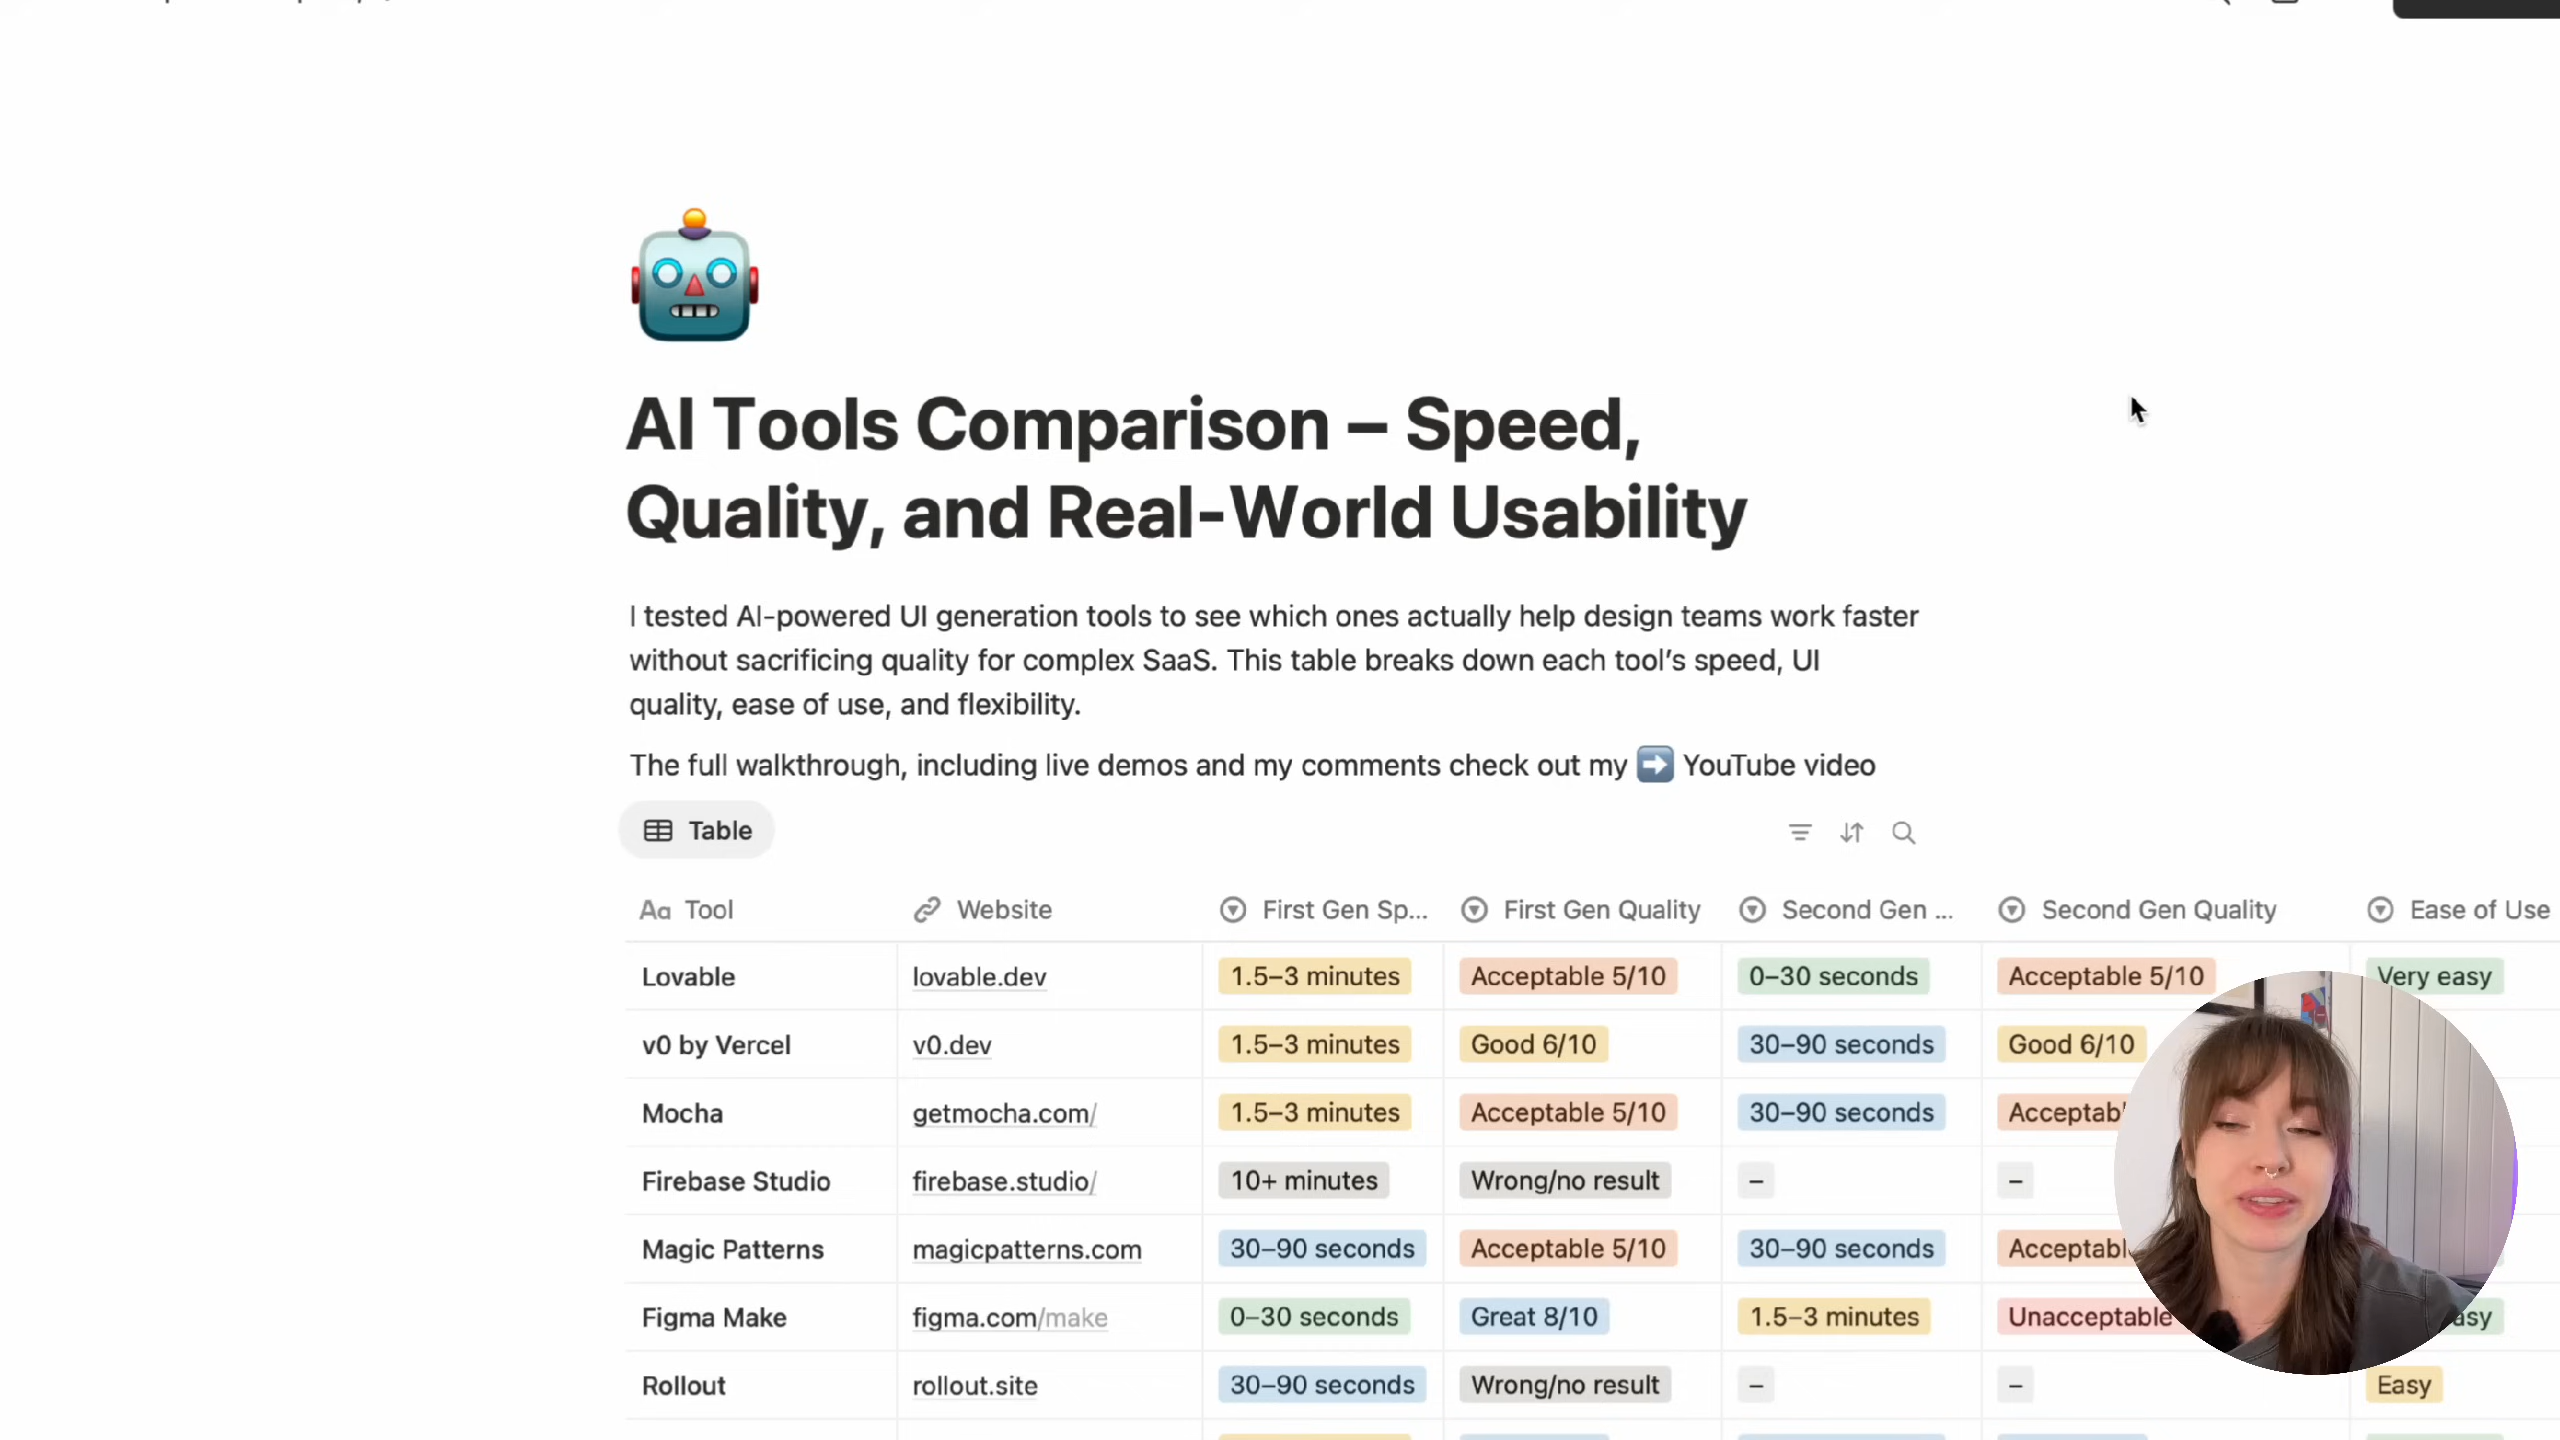 AI Tools Comparison – Speed,
Quality, and Real-World Usability
I tested AI-powered UI generation tools to see which ones actually help design teams work faster
without sacrificing quality for complex SaaS. This table breaks down each tool’s speed, UI
quality, ease of use, and flexibility.
The full walkthrough, including live demos and my comments check out my ➡️ YouTube video
Table
Aa Tool Website First Gen Sp... First Gen Quality Second Gen ... Second Gen Quality Ease of Use
Lovable lovable.dev 1.5–3 minutes Acceptable 5/10 0–30 seconds Acceptable 5/10 Very easy
v0 by Vercel v0.dev 1.5–3 minutes Good 6/10 30–90 seconds Good 6/10
Mocha getmocha.com/ 1.5–3 minutes Acceptable 5/10 30–90 seconds
Firebase Studio firebase.studio/ 10+ minutes Wrong/no result – –
Magic Patterns magicpatterns.com 30–90 seconds Acceptable 5/10 30–90 seconds
Figma Make figma.com/make 0–30 seconds Great 8/10 1.5–3 minutes Unacceptable
Rollout rollout.site 30–90 seconds Wrong/no result – – Easy